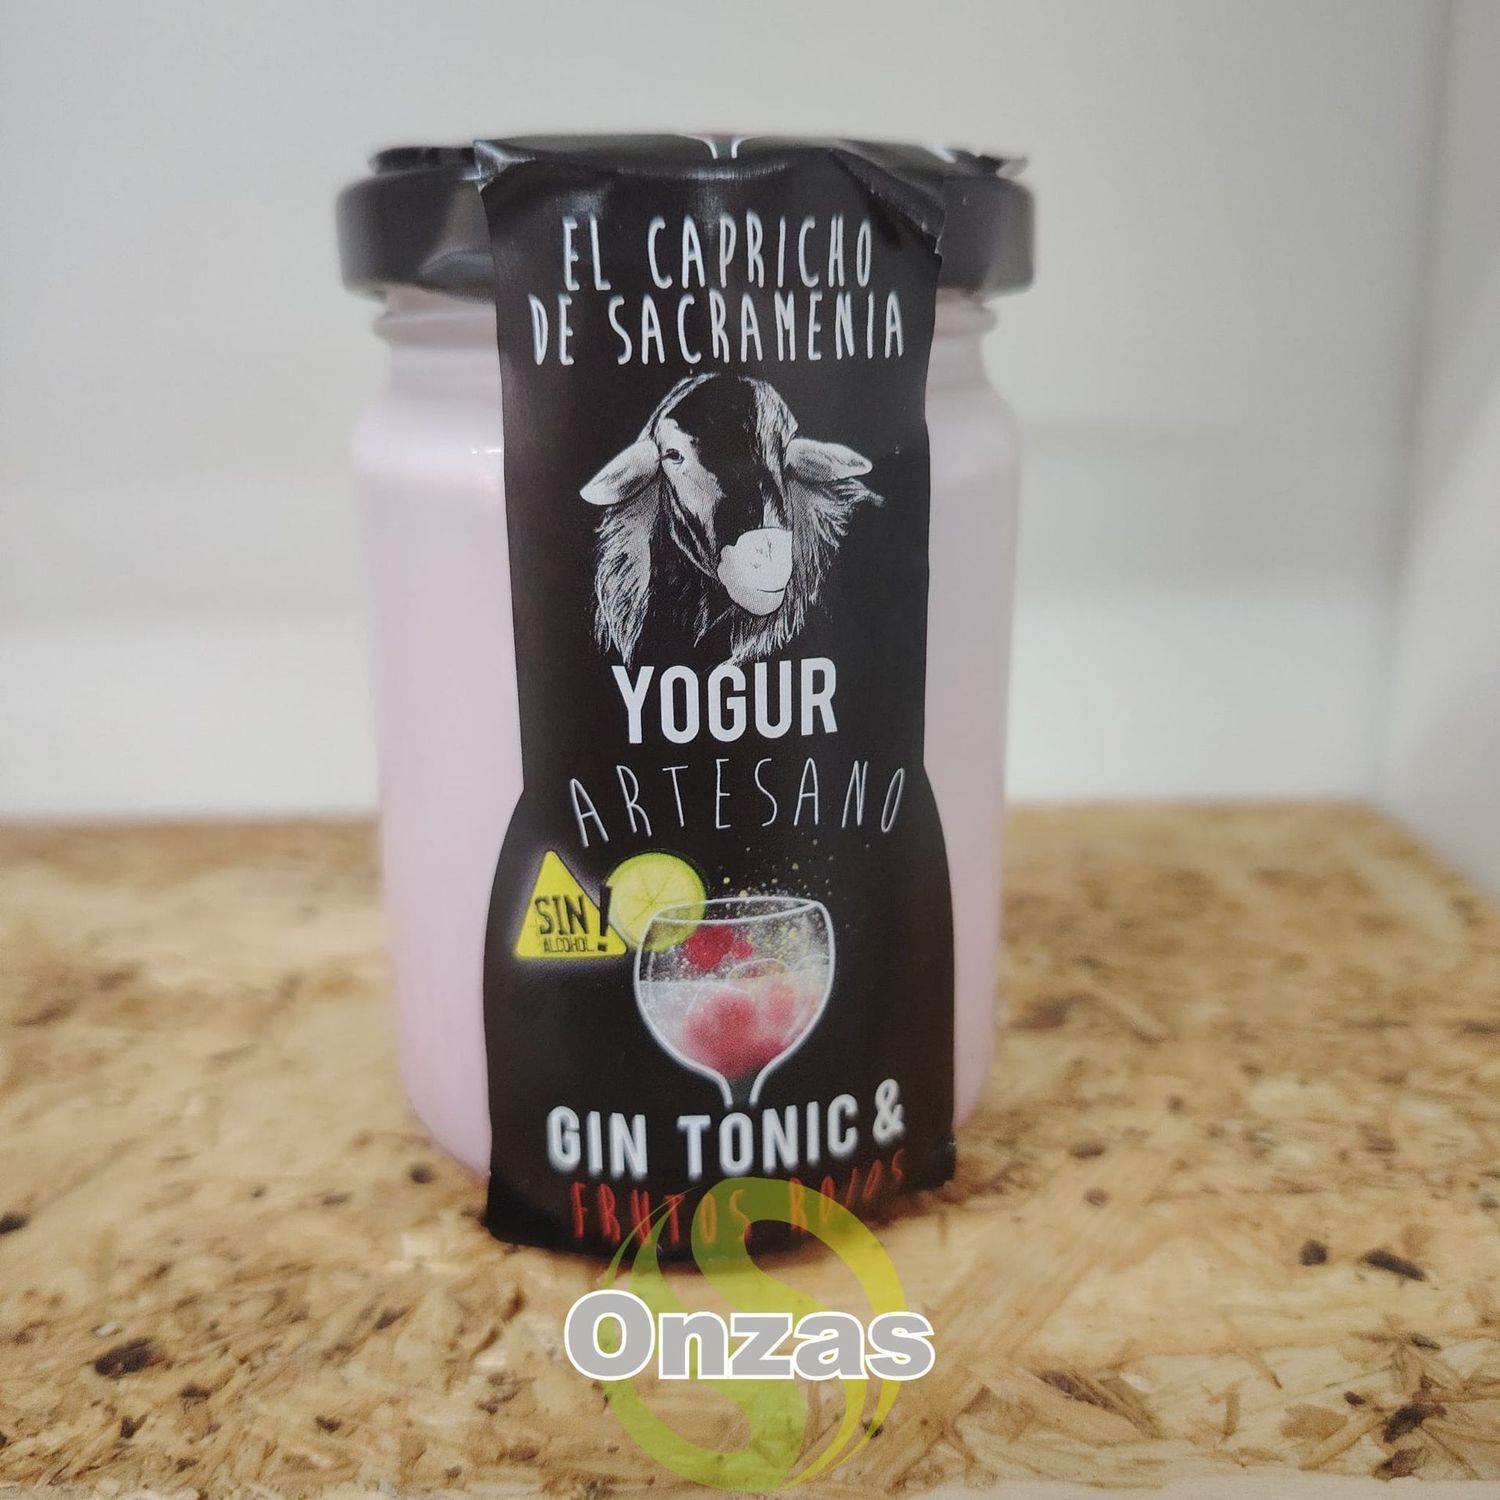 EL CAPRICHO
DE SACRAMENIA
YOGUR
ARTESANO
SIN!
ALCOHOL
GIN TONIC &
FRUTOS ROJOS
Onzas